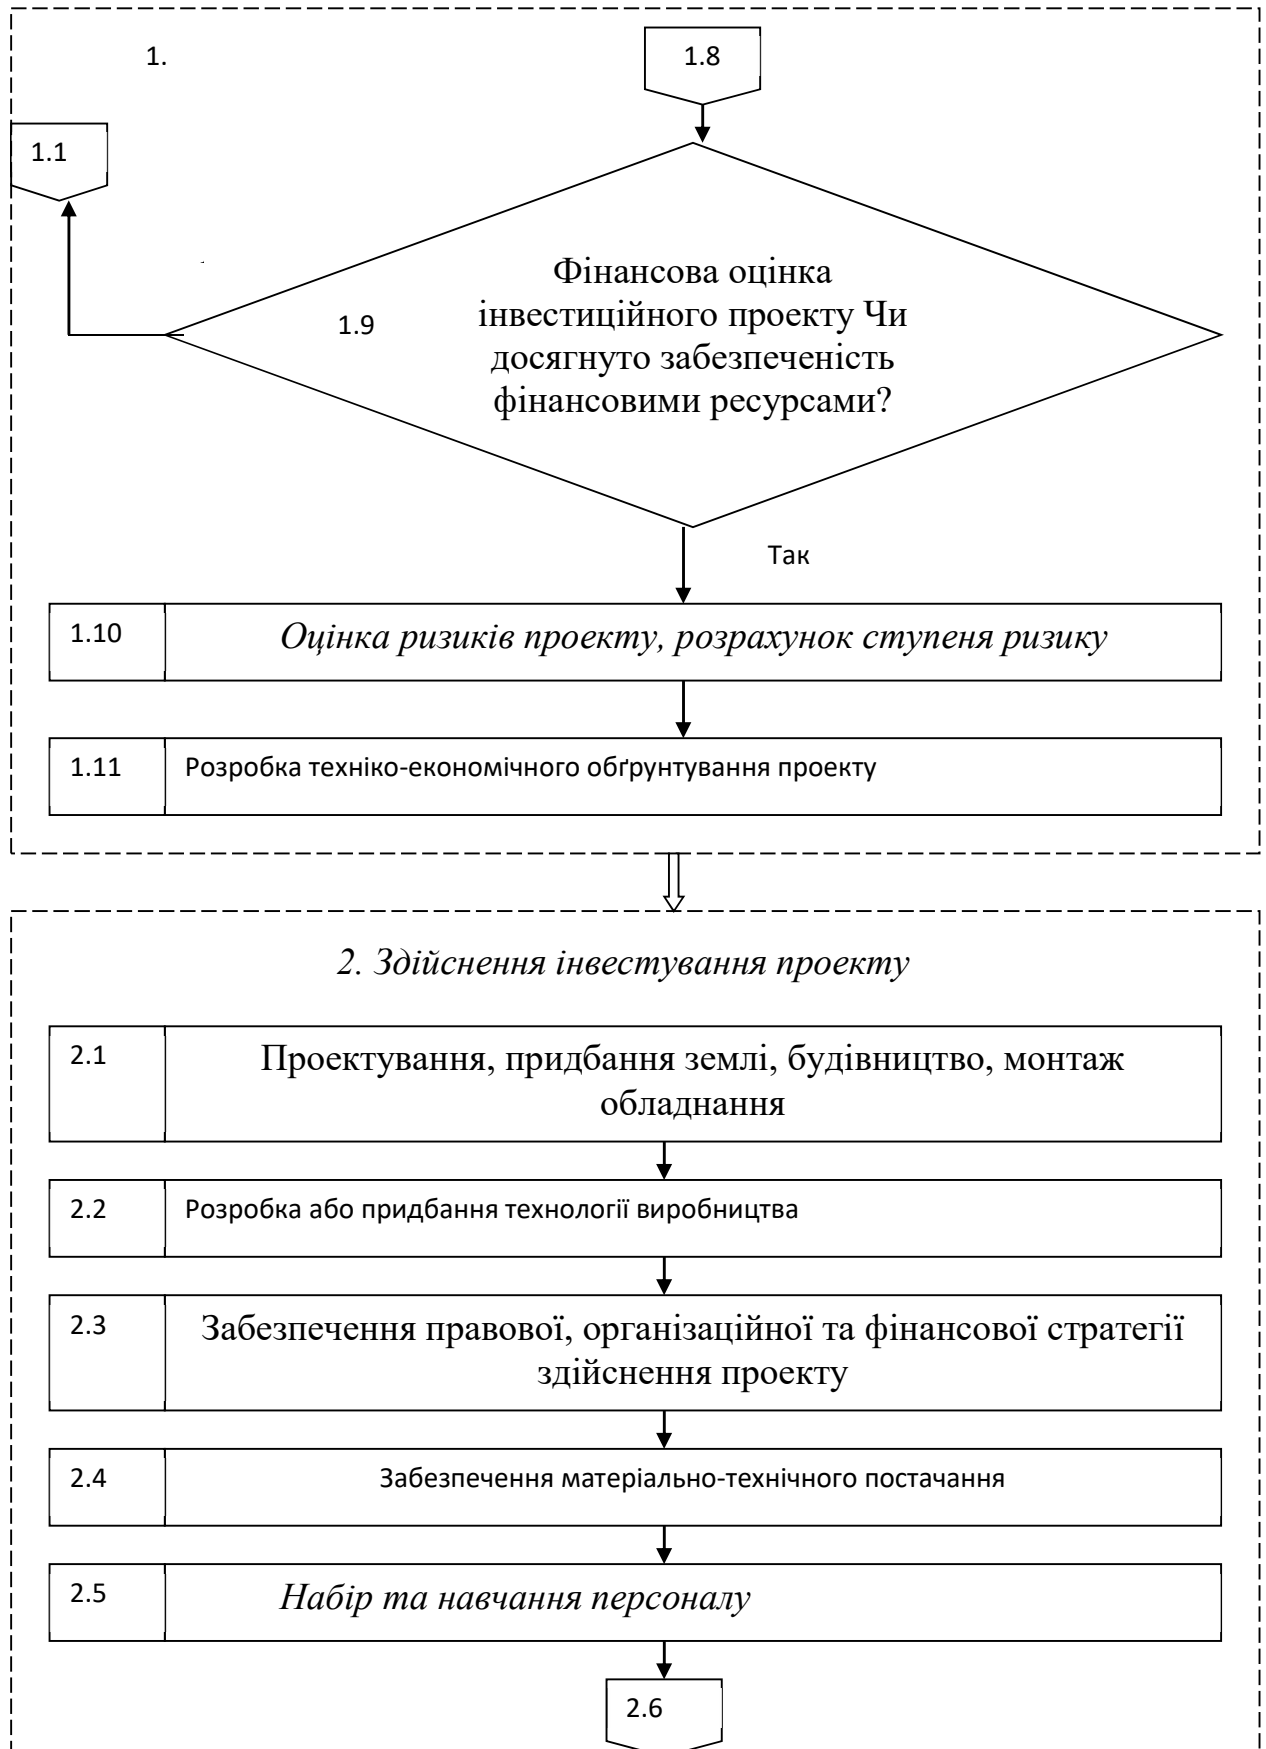 1.
1.8
1.1
1.9
Фінансова оцінка
інвестиційного проекту Чи
досягнуто забезпеченість
фінансовими ресурсами?
Так
1.10
Оцінка ризиків проекту, розрахунок ступеня ризику
1.11
Розробка техніко-економічного обґрунтування проекту
2. Здійснення інвестування проекту
2.1
Проектування, придбання землі, будівництво, монтаж
обладнання
2.2
Розробка або придбання технології виробництва
2.3
Забезпечення правової, організаційної та фінансової стратегії
здійснення проекту
2.4
Забезпечення матеріально-технічного постачання
2.5
Набір та навчання персоналу
2.6